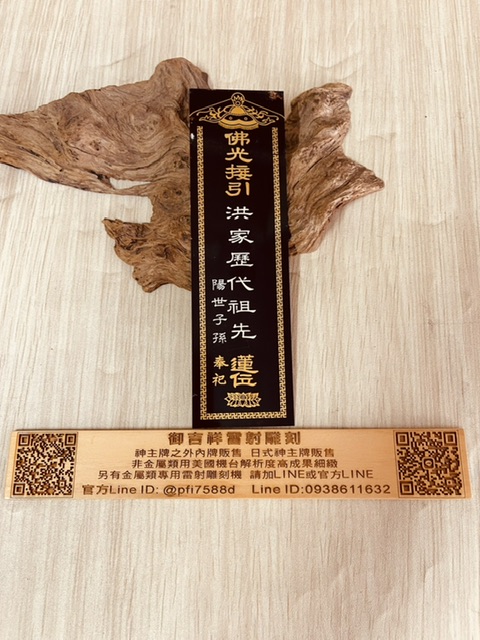 佛光接引
洪家歷代祖先
蓮位
陽世子孫
奉祀
御吉祥雷射雕刻
神主牌之外內牌販售 日式神主牌販售
非金屬類用美國機台解析度高成果細緻
另有金屬類專用雷射雕刻機 請加LINE或官方LINE
官方Line ID: @pfi7588d Line ID:0938611632